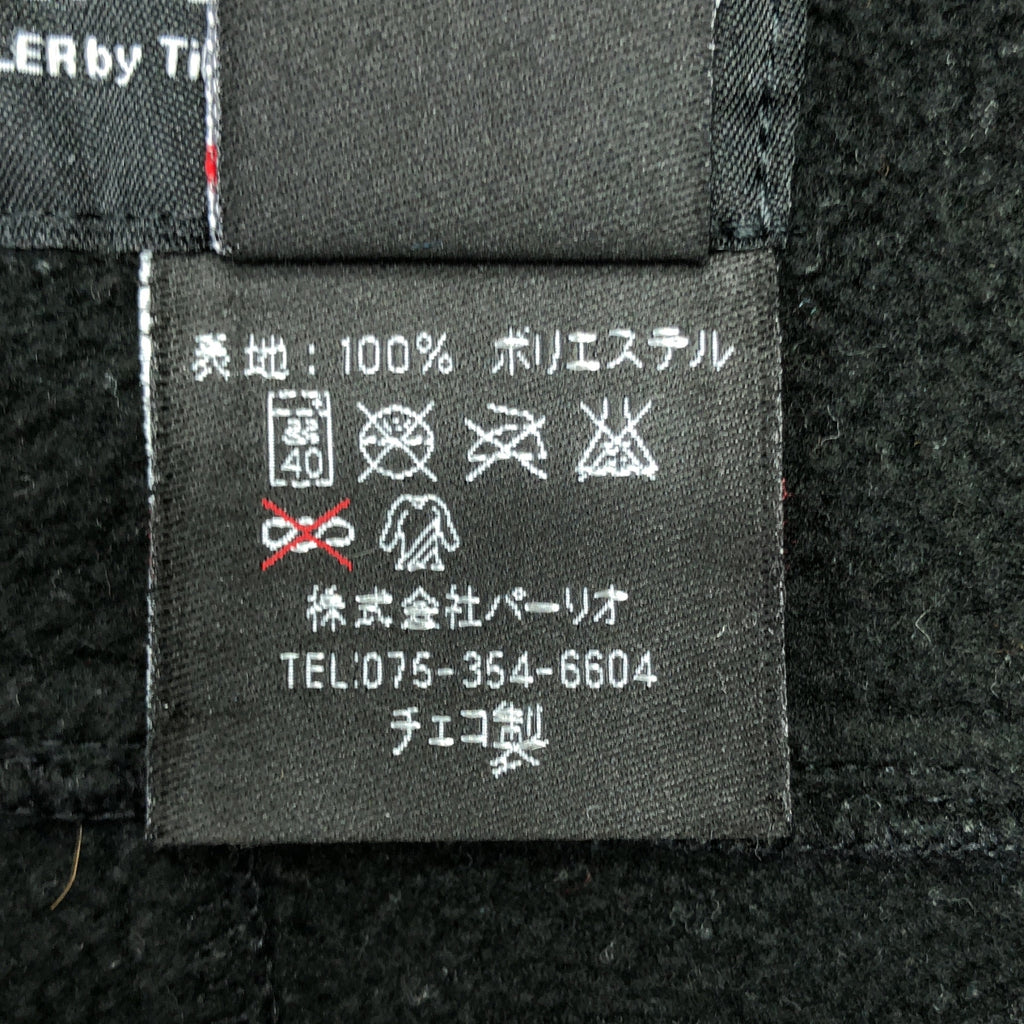 LER by Ti
表地：100% ポリエステル
40
株式会社パーリオ
TEL:075-354-6604
チェコ製